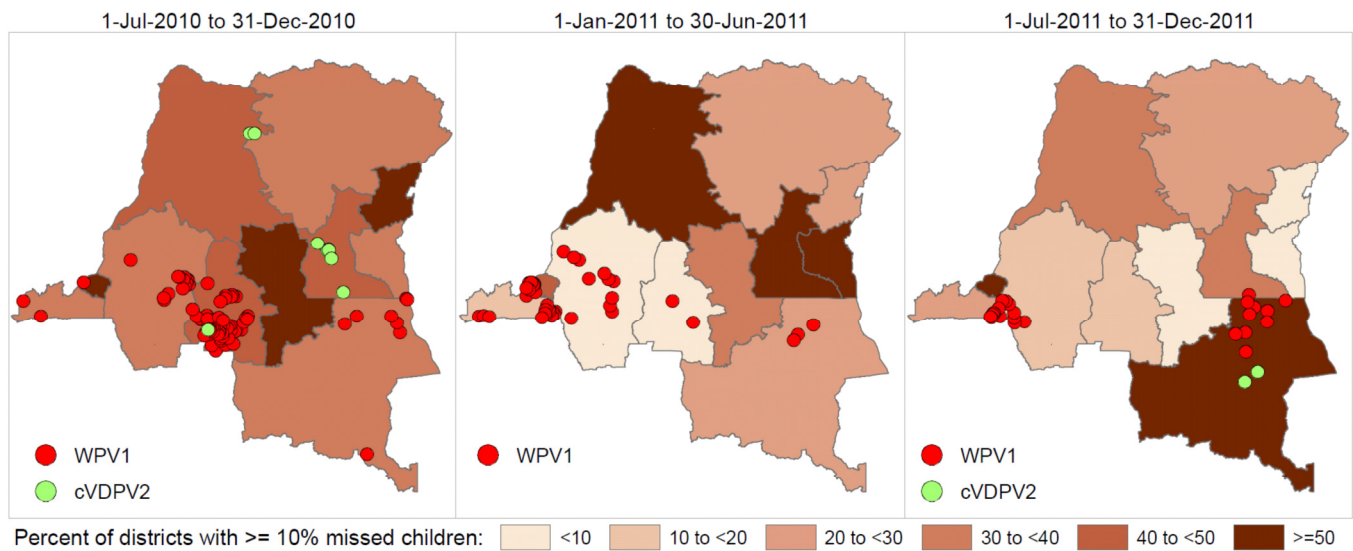 1-Jul-2010 to 31-Dec-2010
1-Jan-2011 to 30-Jun-2011
1-Jul-2011 to 31-Dec-2011
WPV1
cVDPV2
WPV1
WPV1
cVDPV2
Percent of districts with >= 10% missed children: <10 10 to <20 20 to <30 30 to <40 40 to <50 >=50